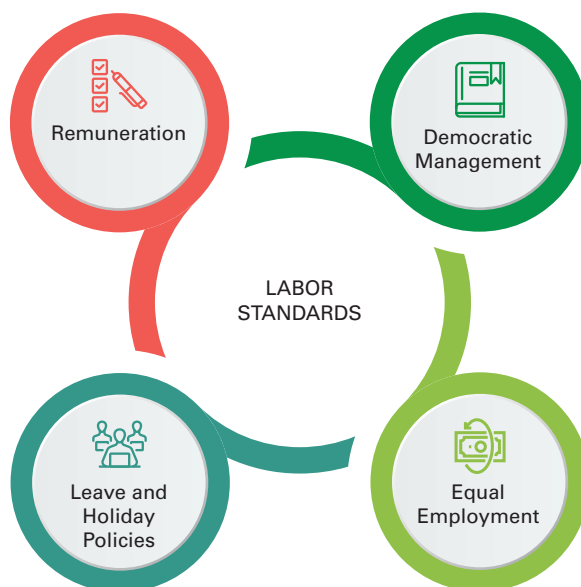 Remuneration
Democratic
Management
LABOR
STANDARDS
Leave and
Holiday
Policies
Equal
Employment